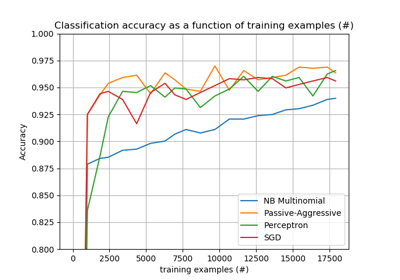 Classification accuracy as a function of training examples (#)
1.000
0.975
0.950
0.925
0.900
0.875
0.850
0.825
0.800
Accuracy
NB Multinomial
Passive-Aggressive
Perceptron
SGD
0 2500 5000 7500 10000 12500 15000 17500
training examples (#)